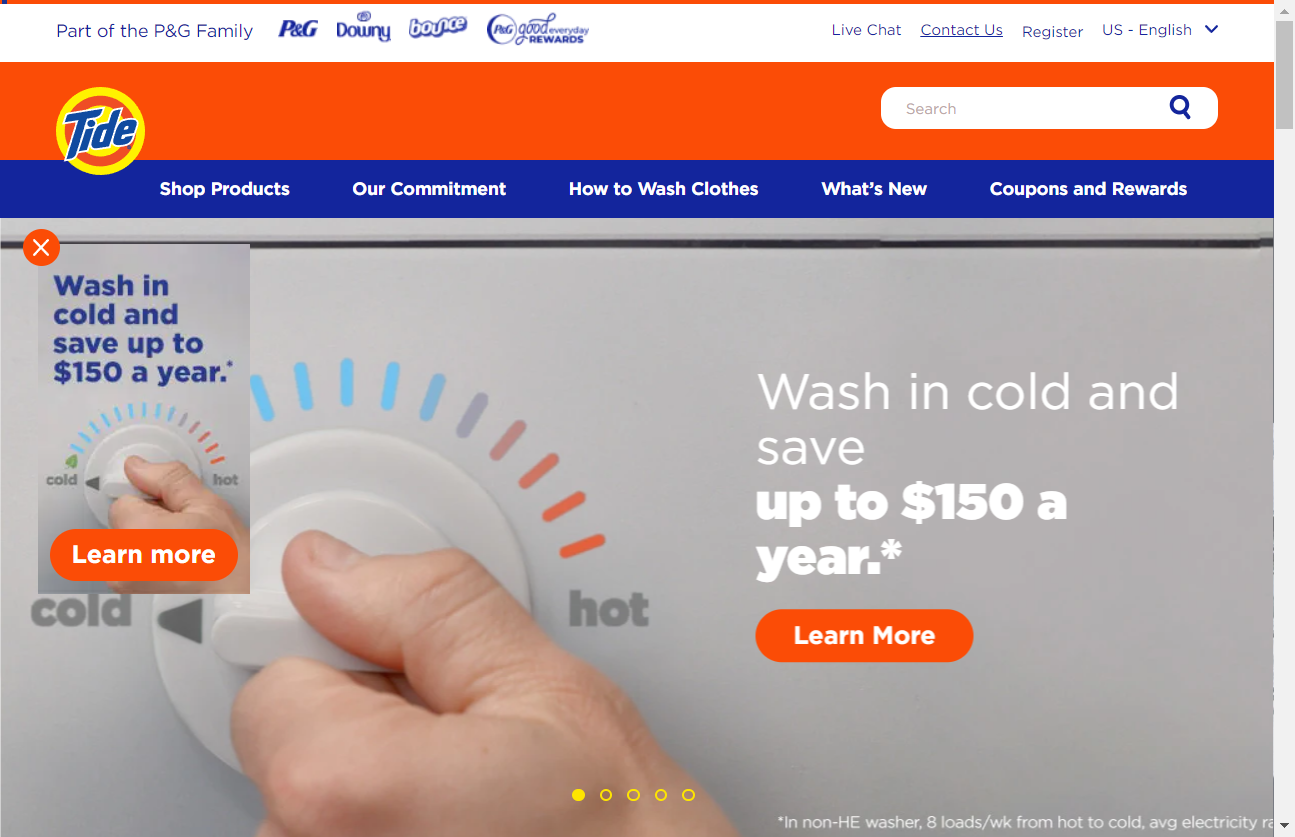 Part of the P&G Family
P&G
Downy
bounce
P&G good everyday REWARDS
Live Chat
Contact Us
Register
US - English
Tide
Search
Shop Products
Our Commitment
How to Wash Clothes
What's New
Coupons and Rewards
Wash in
cold and
save up to
$150 a year.*
cold
hot
Learn more
cold
hot
Wash in cold and
save
up to $150 a
year.*
Learn More
*In non-HE washer, 8 loads/wk from hot to cold, avg electricity